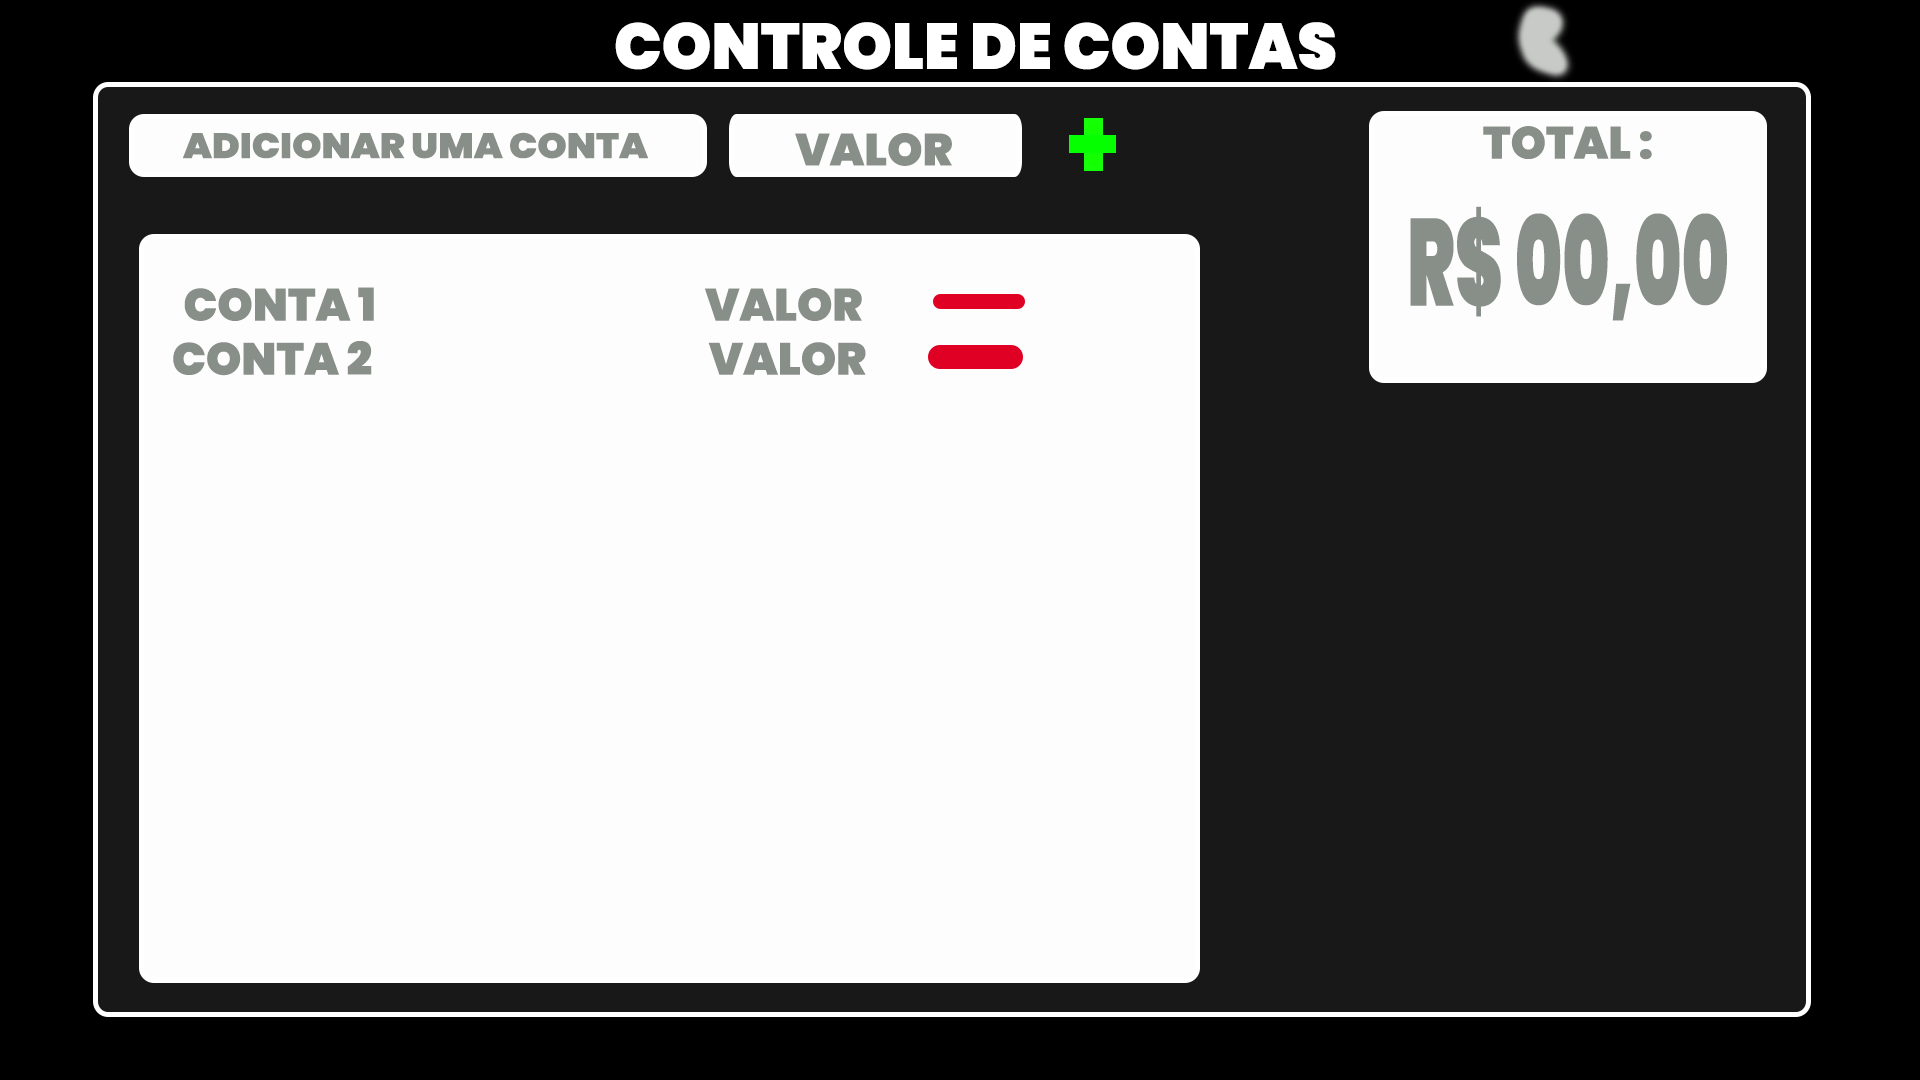 CONTROLE DE CONTAS
ADICIONAR UMA CONTA
VALOR
TOTAL :
R$ 00,00
CONTA 1 VALOR
CONTA 2 VALOR